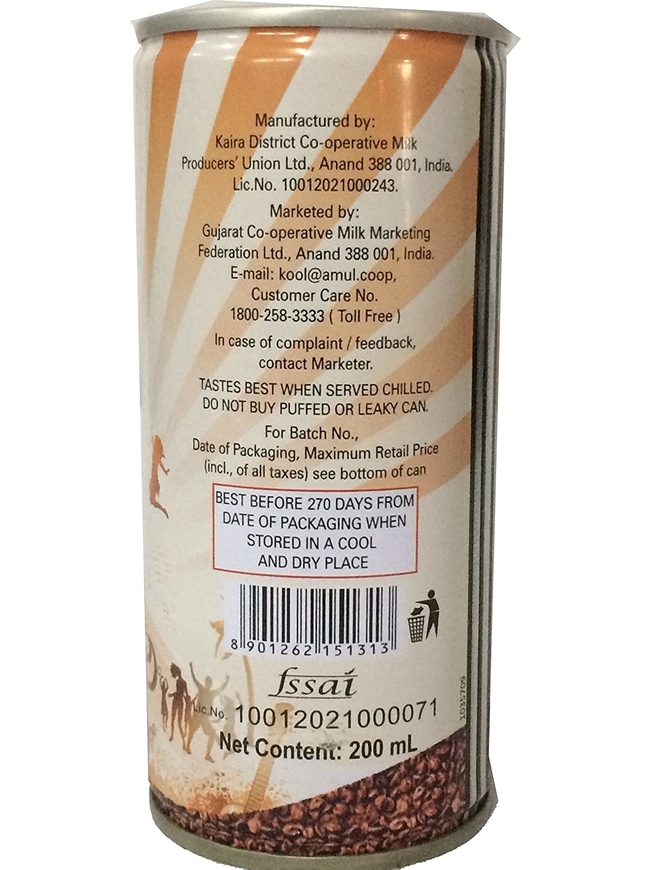 Manufactured by:
Kaira District Co-operative Milk
Producers' Union Ltd., Anand 388 001, India.
Lic.No. 10012021000243.
Marketed by:
Gujarat Co-operative Milk Marketing
Federation Ltd., Anand 388 001, India.
E-mail: kool@amul.coop,
Customer Care No.
1800-258-3333 ( Toll Free )
In case of complaint / feedback,
contact Marketer.
TASTES BEST WHEN SERVED CHILLED.
DO NOT BUY PUFFED OR LEAKY CAN.
For Batch No.,
Date of Packaging, Maximum Retail Price
(incl., of all taxes) see bottom of can
BEST BEFORE 270 DAYS FROM
DATE OF PACKAGING WHEN
STORED IN A COOL
AND DRY PLACE
8 901262 151313
fssai
Lic.No. 10012021000071
Net Content: 200 mL
1035709